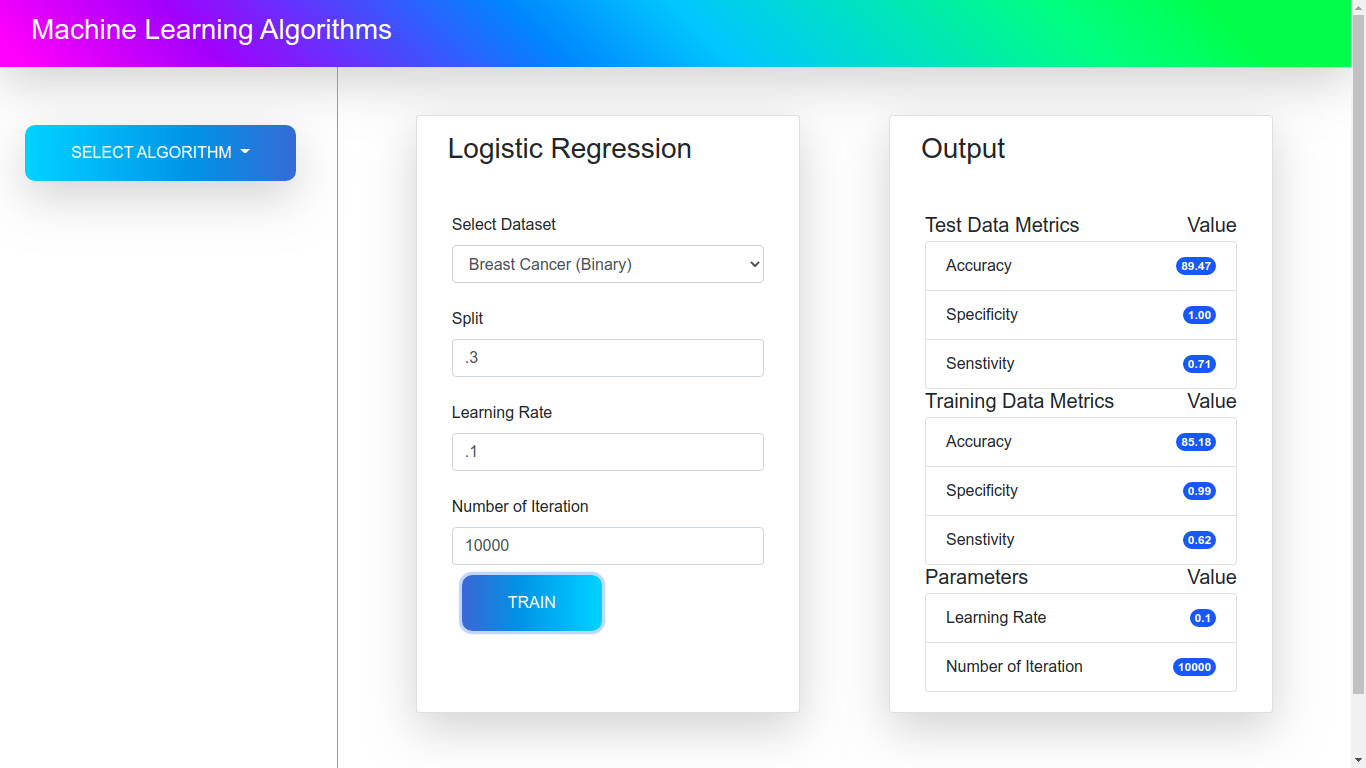 Machine Learning Algorithms
SELECT ALGORITHM
Logistic Regression
Select Dataset
Breast Cancer (Binary)
Split
.3
Learning Rate
.1
Number of Iteration
10000
TRAIN
Output
Test Data Metrics Value
Accuracy 89.47
Specificity 1.00
Senstivity 0.71
Training Data Metrics Value
Accuracy 85.18
Specificity 0.99
Senstivity 0.62
Parameters Value
Learning Rate 0.1
Number of Iteration 10000